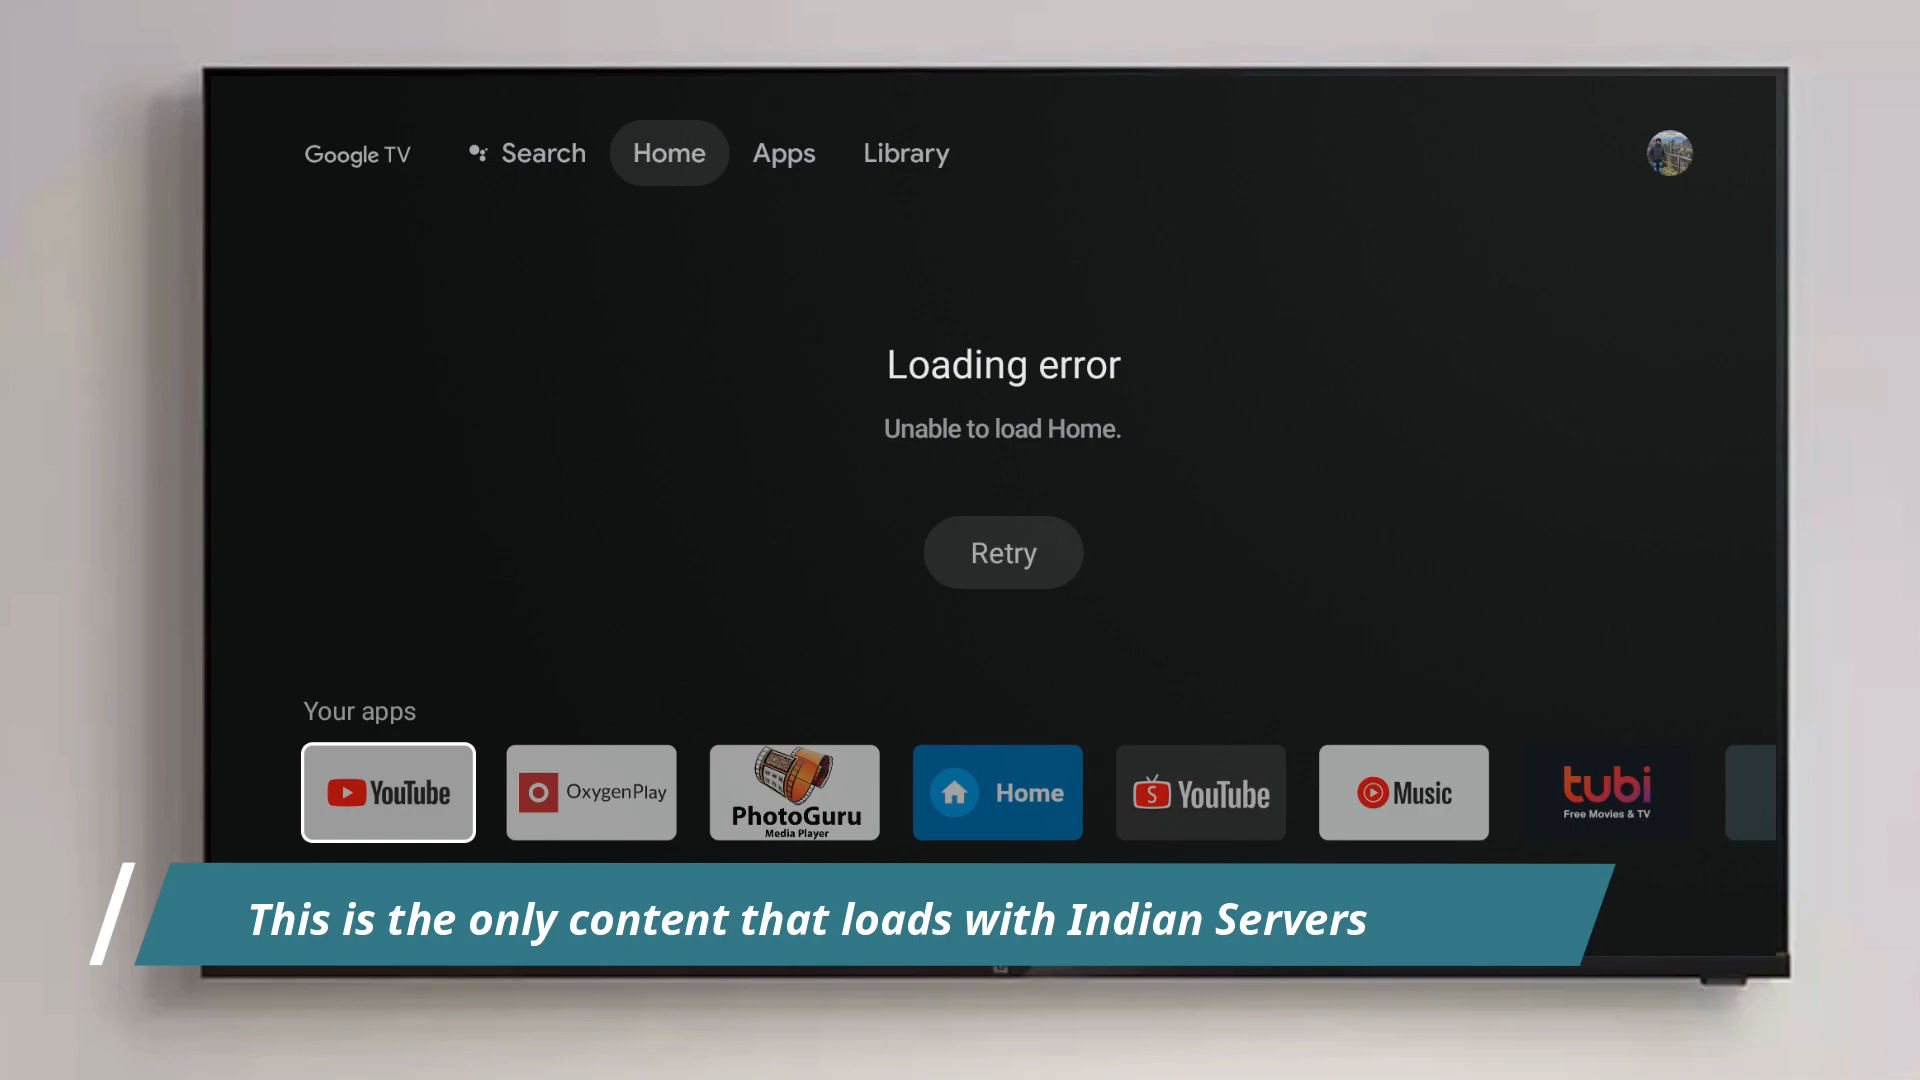 Google TV
Search
Home
Apps
Library
Loading error
Unable to load Home.
Retry
Your apps
YouTube
OxygenPlay
PhotoGuru
Media Player
Home
S
YouTube
Music
tubi
Free Movies & TV
This is the only content that loads with Indian Servers